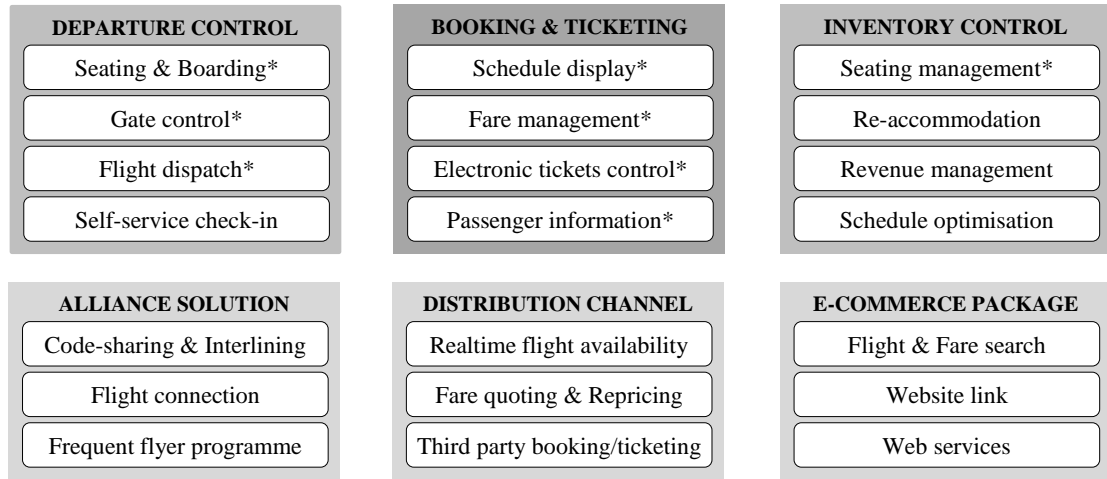 DEPARTURE CONTROL
Seating & Boarding*
Gate control*
Flight dispatch*
Self-service check-in
BOOKING & TICKETING
Schedule display*
Fare management*
Electronic tickets control*
Passenger information*
INVENTORY CONTROL
Seating management*
Re-accommodation
Revenue management
Schedule optimisation
ALLIANCE SOLUTION
Code-sharing & Interlining
Flight connection
Frequent flyer programme
DISTRIBUTION CHANNEL
Realtime flight availability
Fare quoting & Repricing
Third party booking/ticketing
E-COMMERCE PACKAGE
Flight & Fare search
Website link
Web services